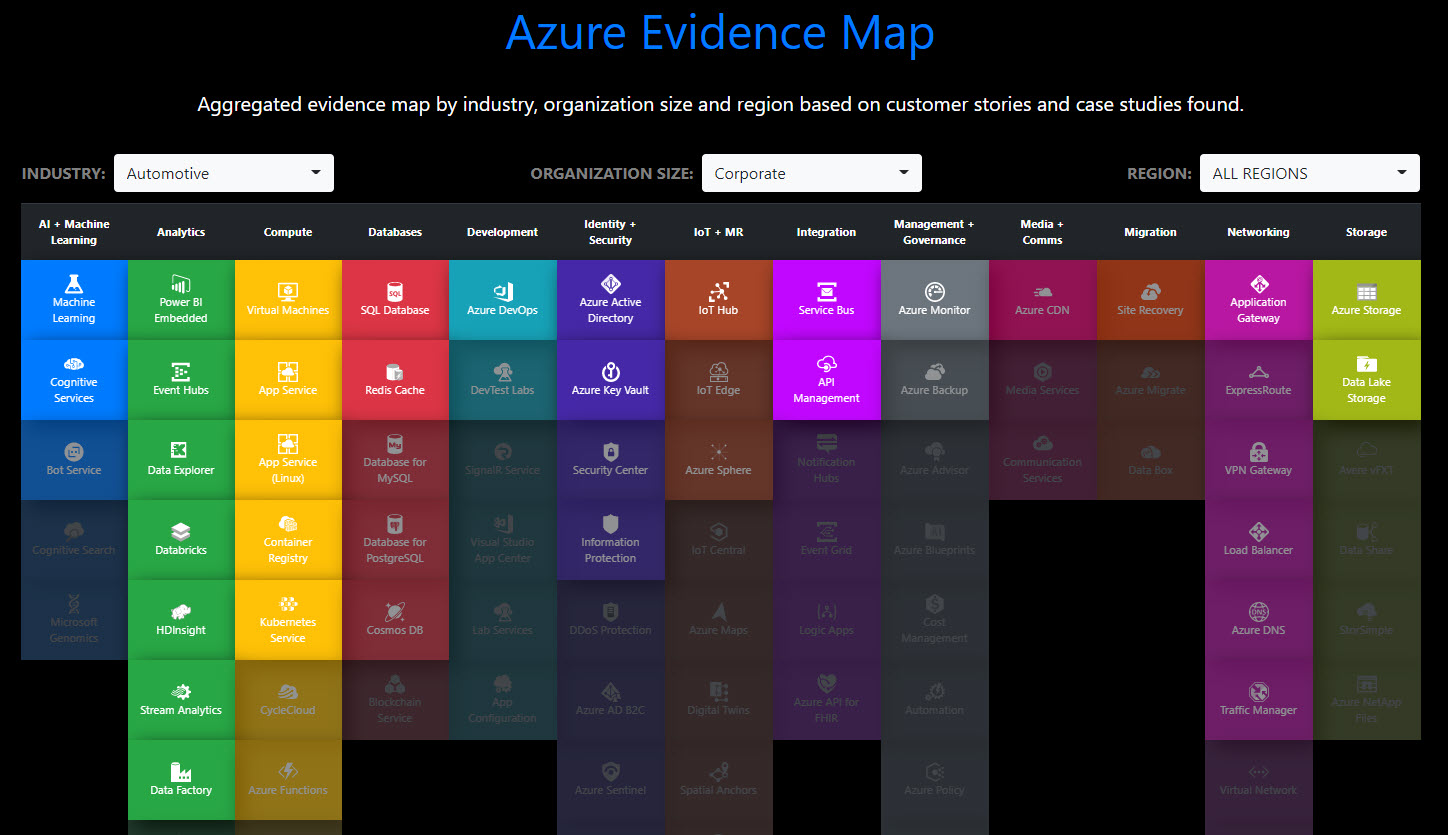 Azure Evidence Map
Aggregated evidence map by industry, organization size and region based on customer stories and case studies found.
INDUSTRY: Automotive ORGANIZATION SIZE: Corporate REGION: ALL REGIONS
AI + Machine
Learning
Analytics
Compute
Databases
Development
Identity +
Security
IoT + MR
Integration
Management +
Governance
Media +
Comms
Migration
Networking
Storage
Machine
Learning
Power BI
Embedded
Virtual Machines
SQL Database
SQL
Azure DevOps
Azure Active
Directory
IoT Hub
Service Bus
Azure Monitor
Azure CDN
Site Recovery
Application
Gateway
Azure Storage
Cognitive
Services
Event Hubs
App Service
Redis Cache
DevTest Labs
Azure Key Vault
IoT Edge
API
Management
Azure Backup
Media Services
Azure Migrate
ExpressRoute
Data Lake
Storage
Bot Service
Data Explorer
App Service
(Linux)
My
Database for
MySQL
SignalR Service
Security Center
Azure Sphere
Notification
Hubs
Azure Advisor
Communication
Services
Data Box
VPN Gateway
Avere vFXT
Cognitive Search
Databricks
Container
Registry
Database for
PostgreSQL
Visual Studio
App Center
Information
Protection
IoT Central
Event Grid
Azure Blueprints
Load Balancer
Data Share
Microsoft
Genomics
HDInsight
Kubernetes
Service
Cosmos DB
Lab Services
DDoS Protection
Azure Maps
Logic Apps
Cost
Management
DNS
Azure DNS
StorSimple
Stream Analytics
CycleCloud
Blockchain
Service
App
Configuration
Azure AD B2C
Digital Twins
Azure API for
FHIR
Automation
Traffic Manager
Azure NetApp
Files
Data Factory
Azure Functions
Azure Sentinel
Spatial Anchors
Azure Policy
Virtual Network